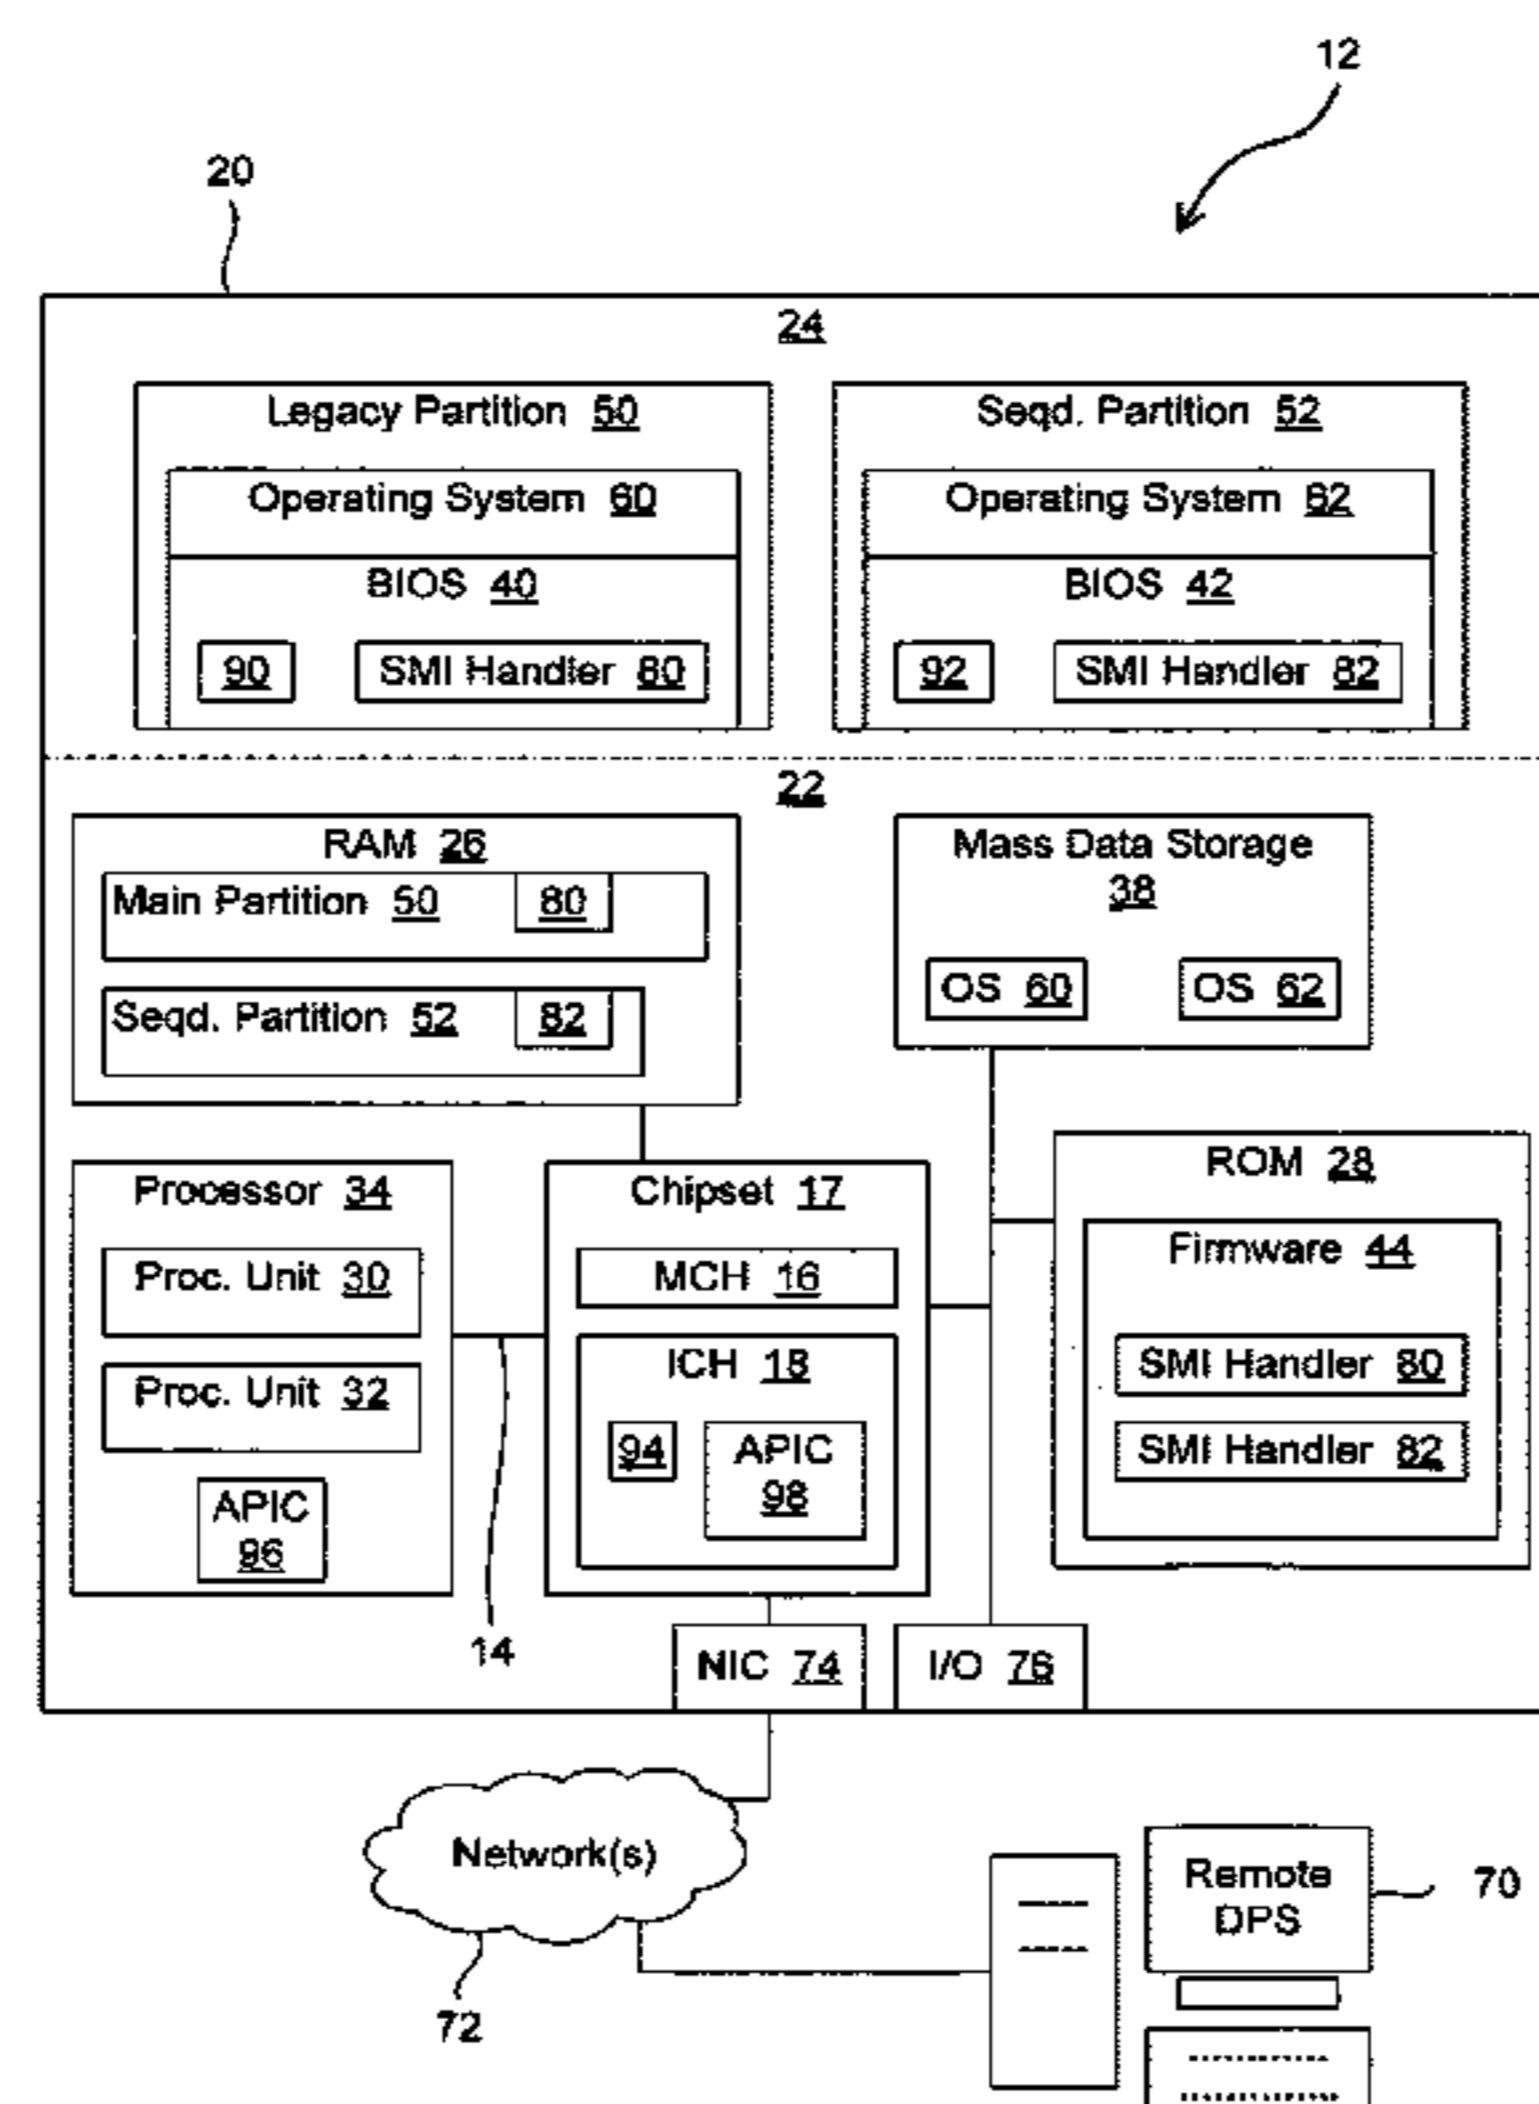 12
20
24
Legacy Partition 50
Seqd. Partition 52
Operating System 60
Operating System 62
BIOS 40
BIOS 42
90
SMI Handler 80
92
SMI Handler 82
22
RAM 26
Mass Data Storage
38
Main Partition 50
80
OS 60
OS 62
Seqd. Partition 52
82
Processor 34
Chipset 17
ROM 28
Proc. Unit 30
MCH 16
Firmware 44
Proc. Unit 32
ICH 18
SMI Handler 80
94
APIC
98
SMI Handler 82
APIC
96
14
NIC 74
I/O 76
Network(s)
Remote
DPS
70
72